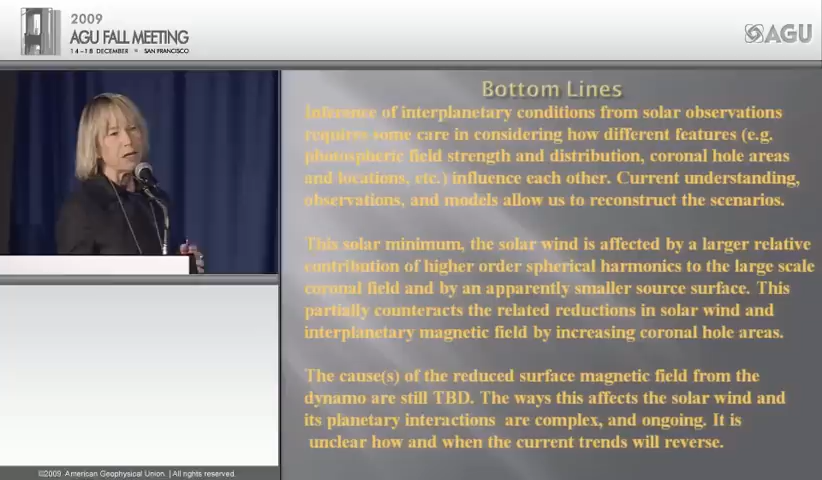 2009
AGU FALL MEETING
14–18 DECEMBER • SAN FRANCISCO
AGU
Bottom Lines
Inference of interplanetary conditions from solar observations
requires some care in considering how different features (e.g.
photospheric field strength and distribution, coronal hole areas
and locations, etc.) influence each other. Current understanding,
observations, and models allow us to reconstruct the scenarios.
This solar minimum, the solar wind is affected by a larger relative
contribution of higher order spherical harmonics to the large scale
coronal field and by an apparently smaller source surface. This
partially counteracts the related reductions in solar wind and
interplanetary magnetic field by increasing coronal hole areas.
The cause(s) of the reduced surface magnetic field from the
dynamo are still TBD. The ways this affects the solar wind and
its planetary interactions are complex, and ongoing. It is
unclear how and when the current trends will reverse.
©2009 American Geophysical Union. | All rights reserved.